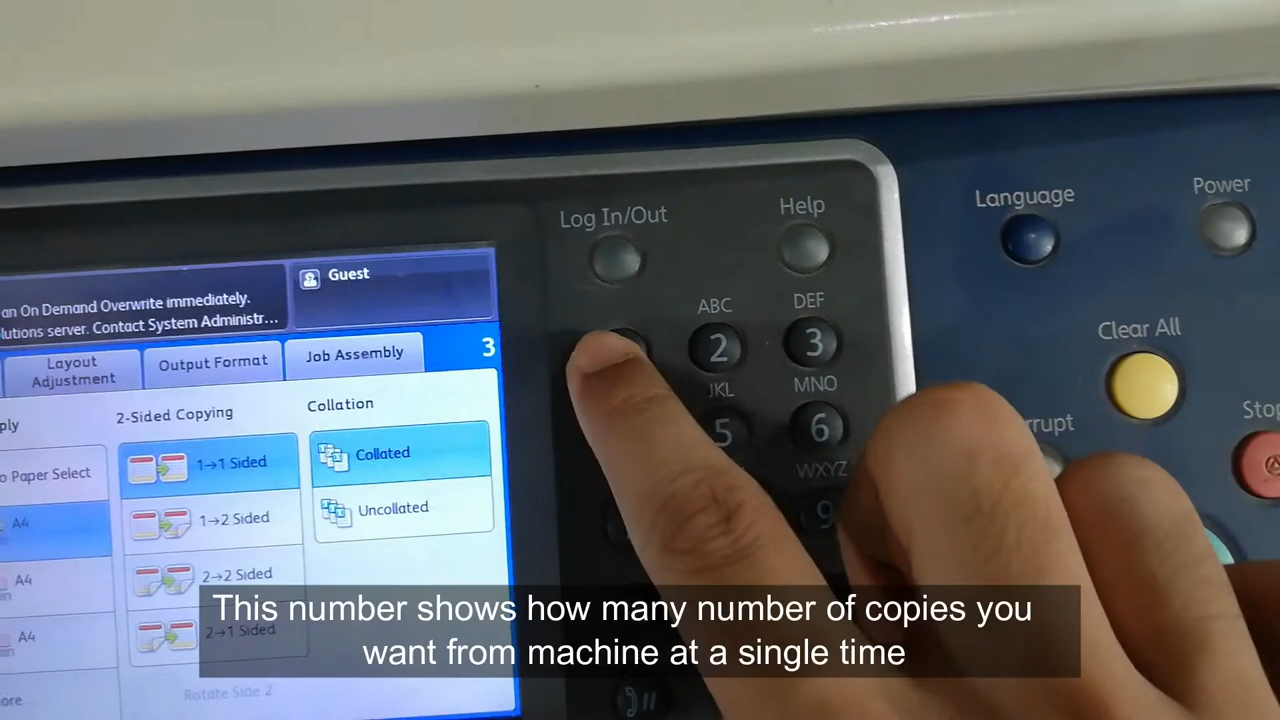 Language
Power
Log In/Out
Help
Guest
an On Demand Overwrite immediately.
lutions server. Contact System Administr...
ABC
DEF
2
3
Clear All
Layout
Adjustment
Output Format
Job Assembly
3
JKL
MNO
5
6
Stop
rrupt
ply
2-Sided Copying
Collation
o Paper Select
1→1 Sided
Collated
WXYZ
9
A4
1→2 Sided
Uncollated
A4
2→2 Sided
A4
2→1 Sided
ore...
Rotate Side 2
This number shows how many number of copies you
want from machine at a single time